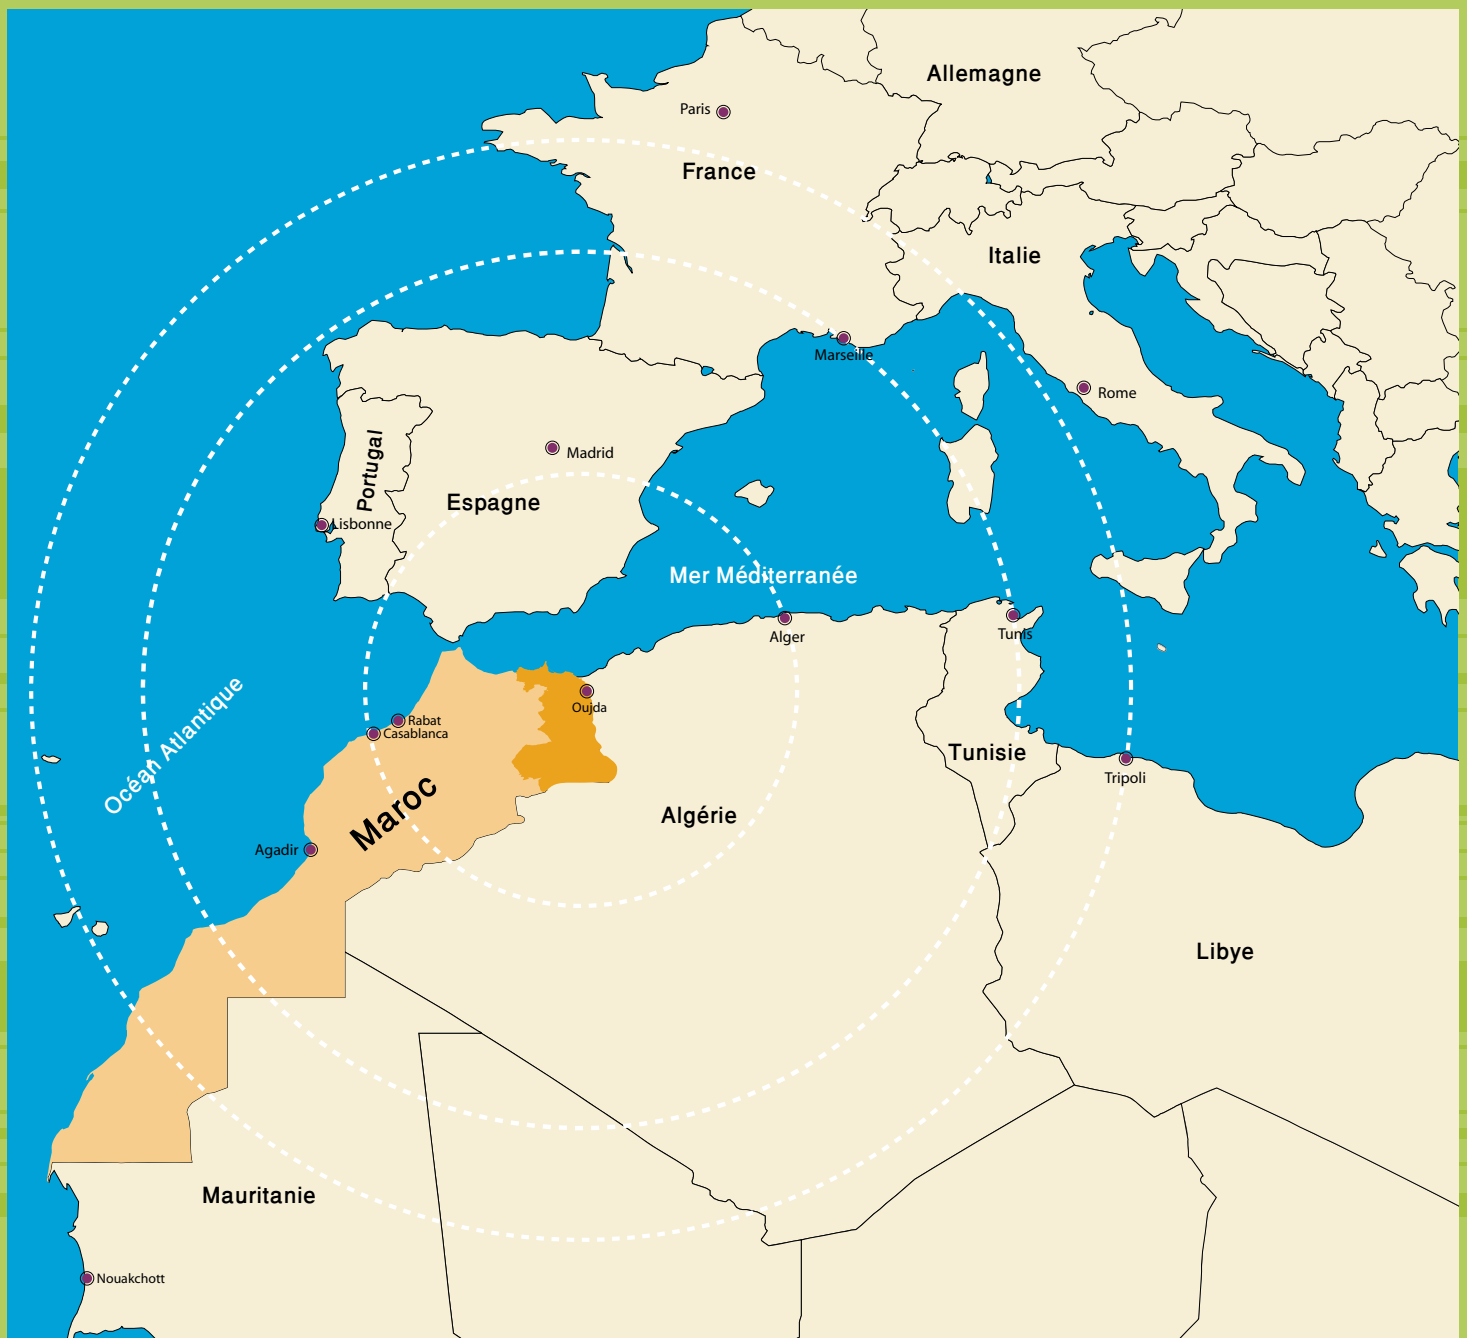 Allemagne
Paris
France
Italie
Marseille
Rome
Portugal
Madrid
Espagne
Lisbonne
Mer Méditerranée
Alger
Tunis
Océan Atlantique
Oujda
Rabat
Casablanca
Tunisie
Tripoli
Maroc
Algérie
Agadir
Libye
Mauritanie
Nouakchott